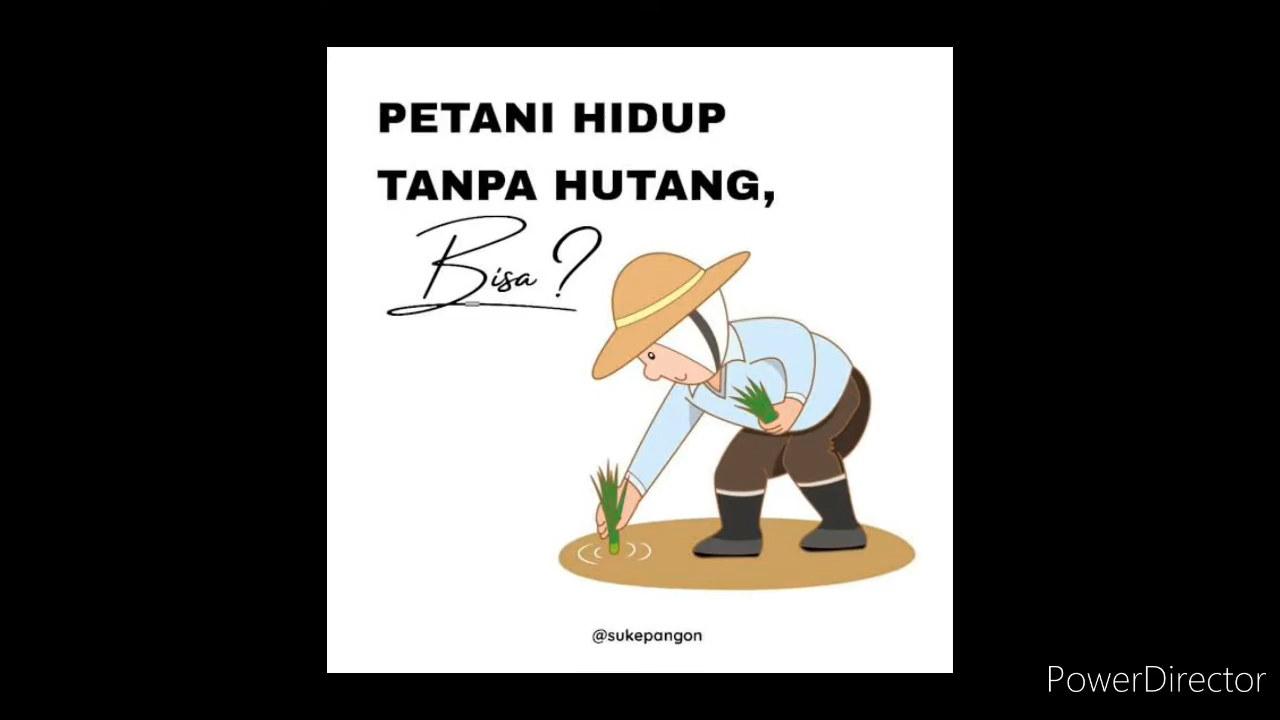 PETANI HIDUP
TANPA HUTANG,
Bisa ?
@sukepangon
PowerDirector